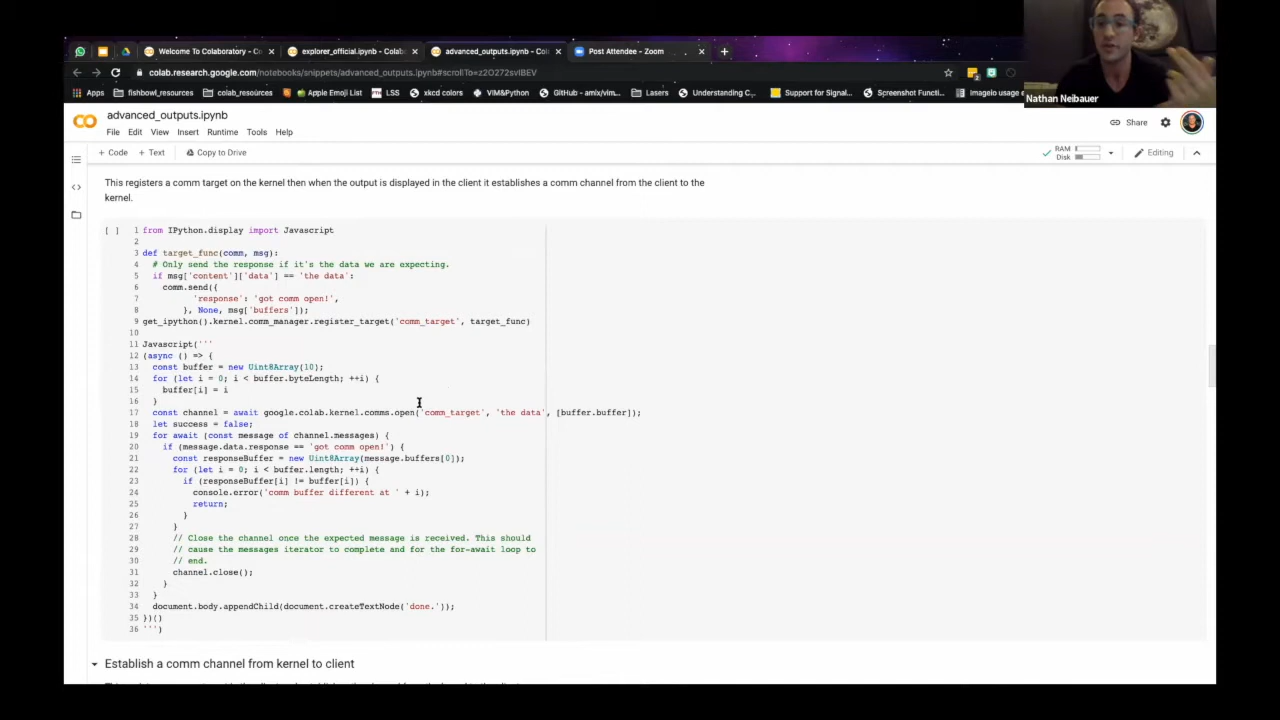 Welcome To Colaboratory - Co
explorer_official.ipynb - Colab
advanced_outputs.ipynb - Col
Post Attendee - Zoom
colab.research.google.com/notebooks/snippets/advanced_outputs.ipynb#scrollTo=z2O272svIBEV
Apps
fishbowl_resources
colab_resources
Apple Emoji List
LSS
xkcd colors
VIM&Python
GitHub - amix/vim...
Lasers
Understanding C...
Support for Signal...
Screenshot Functi...
Imageio usage ex
Nathan Neibauer
advanced_outputs.ipynb
File Edit View Insert Runtime Tools Help
Share
+ Code + Text Copy to Drive
RAM
Disk
Editing
This registers a comm target on the kernel then when the output is displayed in the client it establishes a comm channel from the client to the
kernel.
[ ] 1 from IPython.display import Javascript
2
3 def target_func(comm, msg):
4 # Only send the response if it's the data we are expecting.
5 if msg['content']['data'] == 'the data':
6 comm.send({
7 'response': 'got comm open!',
8 }, None, msg['buffers']);
9 get_ipython().kernel.comm_manager.register_target('comm_target', target_func)
10
11 Javascript('''
12 (async () => {
13 const buffer = new Uint8Array(10);
14 for (let i = 0; i < buffer.byteLength; ++i) {
15 buffer[i] = i
16 }
17 const channel = await google.colab.kernel.comms.open('comm_target', 'the data', [buffer.buffer]);
18 let success = false;
19 for await (const message of channel.messages) {
20 if (message.data.response == 'got comm open!') {
21 const responseBuffer = new Uint8Array(message.buffers[0]);
22 for (let i = 0; i < buffer.length; ++i) {
23 if (responseBuffer[i] != buffer[i]) {
24 console.error('comm buffer different at ' + i);
25 return;
26 }
27 }
28 // Close the channel once the expected message is received. This should
29 // cause the messages iterator to complete and for the for-await loop to
30 // end.
31 channel.close();
32 }
33 }
34 document.body.appendChild(document.createTextNode('done.'));
35 })()
36 ''')
Establish a comm channel from kernel to client